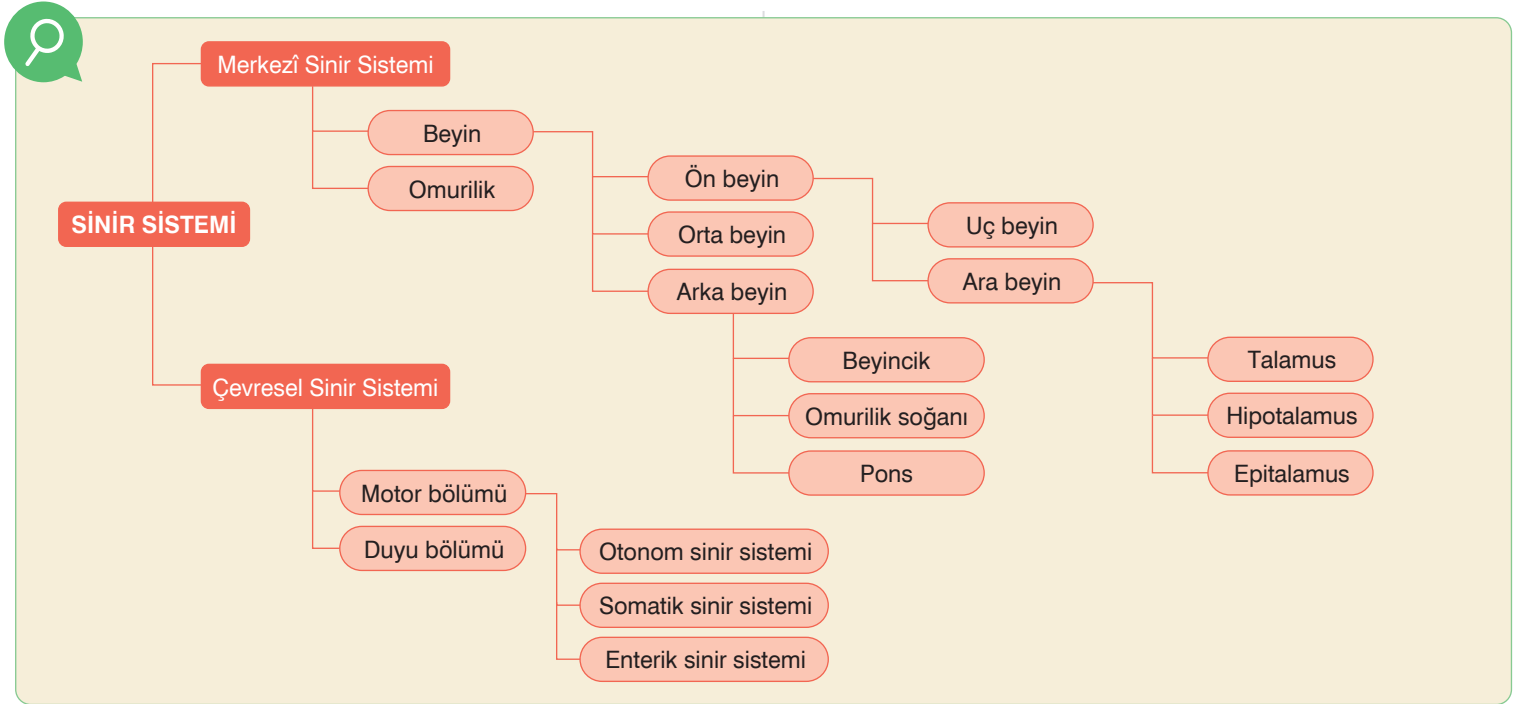 Merkezî Sinir Sistemi
Beyin
Omurilik
SİNİR SİSTEMİ
Ön beyin
Orta beyin
Arka beyin
Uç beyin
Ara beyin
Beyincik
Omurilik soğanı
Pons
Talamus
Hipotalamus
Epitalamus
Çevresel Sinir Sistemi
Motor bölümü
Duyu bölümü
Otonom sinir sistemi
Somatik sinir sistemi
Enterik sinir sistemi